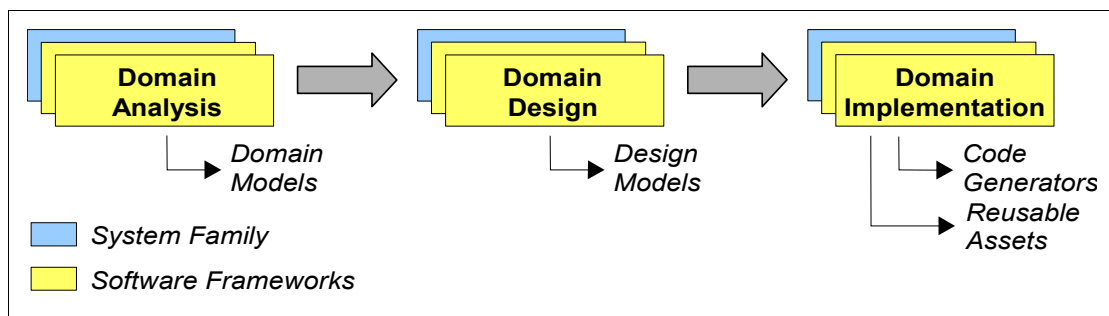 Domain
Analysis
Domain
Design
Domain
Implementation
Domain
Models
Design
Models
Code
Generators
Reusable
Assets
System Family
Software Frameworks